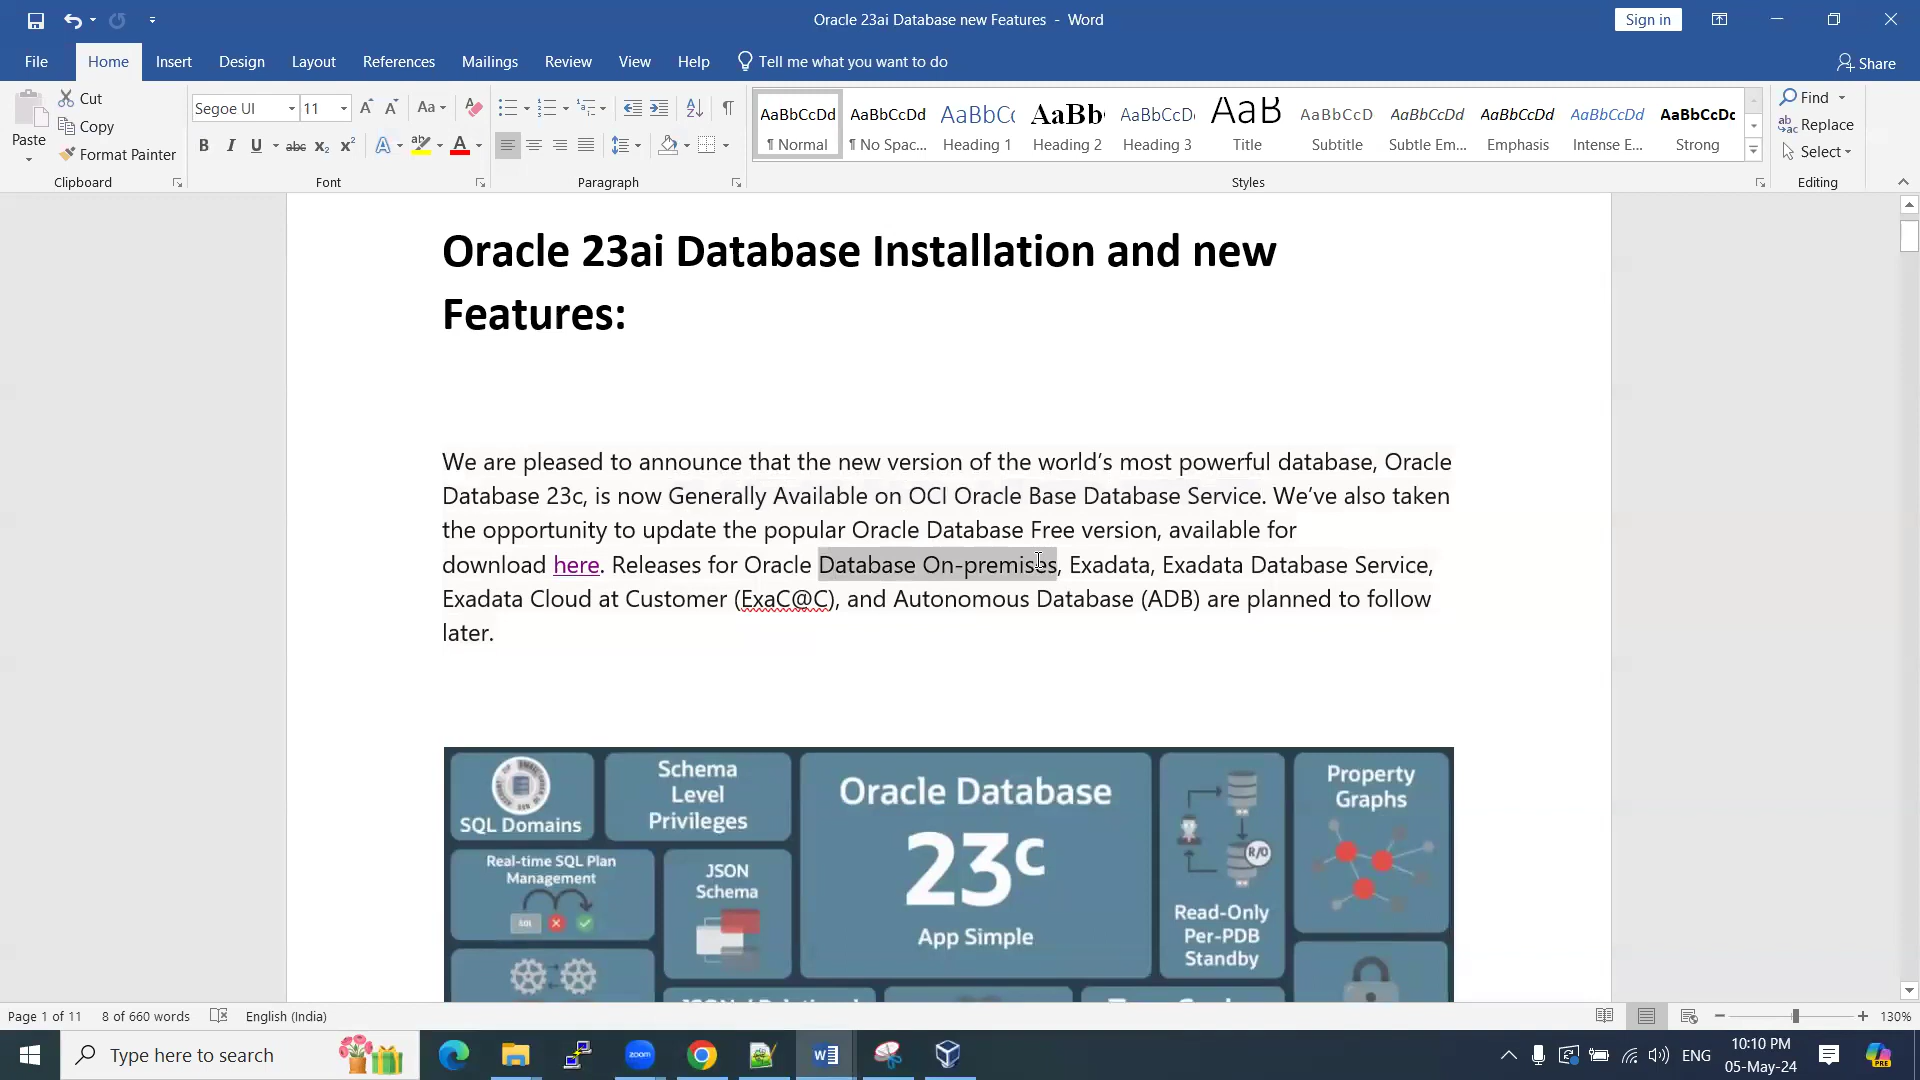 Oracle 23ai Database new Features - Word
Sign in
File Home Insert Design Layout References Mailings Review View Help Tell me what you want to do
Share
Paste
Cut
Copy
Format Painter
Clipboard
Segoe UI 11
Font
Paragraph
AaBbCcDd AaBbCcDd AaBbCc AaBb AaBbCcD AaB AaBbCcD AaBbCcDd AaBbCcDd AaBbCcDd AaBbCcDc
¶ Normal ¶ No Spac... Heading 1 Heading 2 Heading 3 Title Subtitle Subtle Em... Emphasis Intense E... Strong
Styles
Find
Replace
Select
Editing
Oracle 23ai Database Installation and new
Features:
We are pleased to announce that the new version of the world’s most powerful database, Oracle
Database 23c, is now Generally Available on OCI Oracle Base Database Service. We’ve also taken
the opportunity to update the popular Oracle Database Free version, available for
download here. Releases for Oracle Database On-premises, Exadata, Exadata Database Service,
Exadata Cloud at Customer (ExaC@C), and Autonomous Database (ADB) are planned to follow
later.
SQL Domains
Schema
Level
Privileges
Oracle Database
23c
App Simple
R/O
Read-Only
Per-PDB
Standby
Property
Graphs
Real-time SQL Plan
Management
SQL
JSON
Schema
Page 1 of 11 8 of 660 words English (India)
130%
Type here to search
zoom
ENG
10:10 PM
05-May-24
PRE